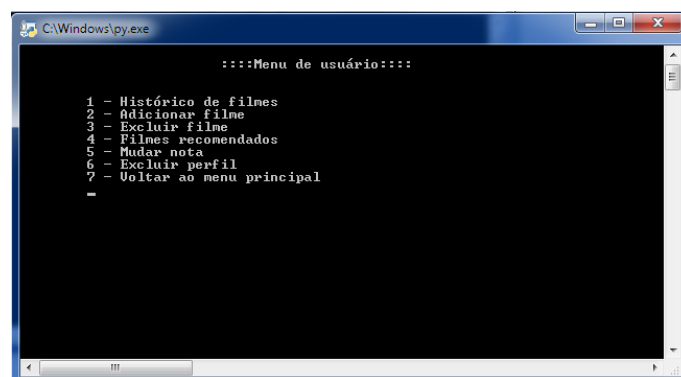 C:\Windows\py.exe
::::Menu de usuário::::
1 - Histórico de filmes
2 - Adicionar filme
3 - Excluir filme
4 - Filmes recomendados
5 - Mudar nota
6 - Excluir perfil
7 - Voltar ao menu principal